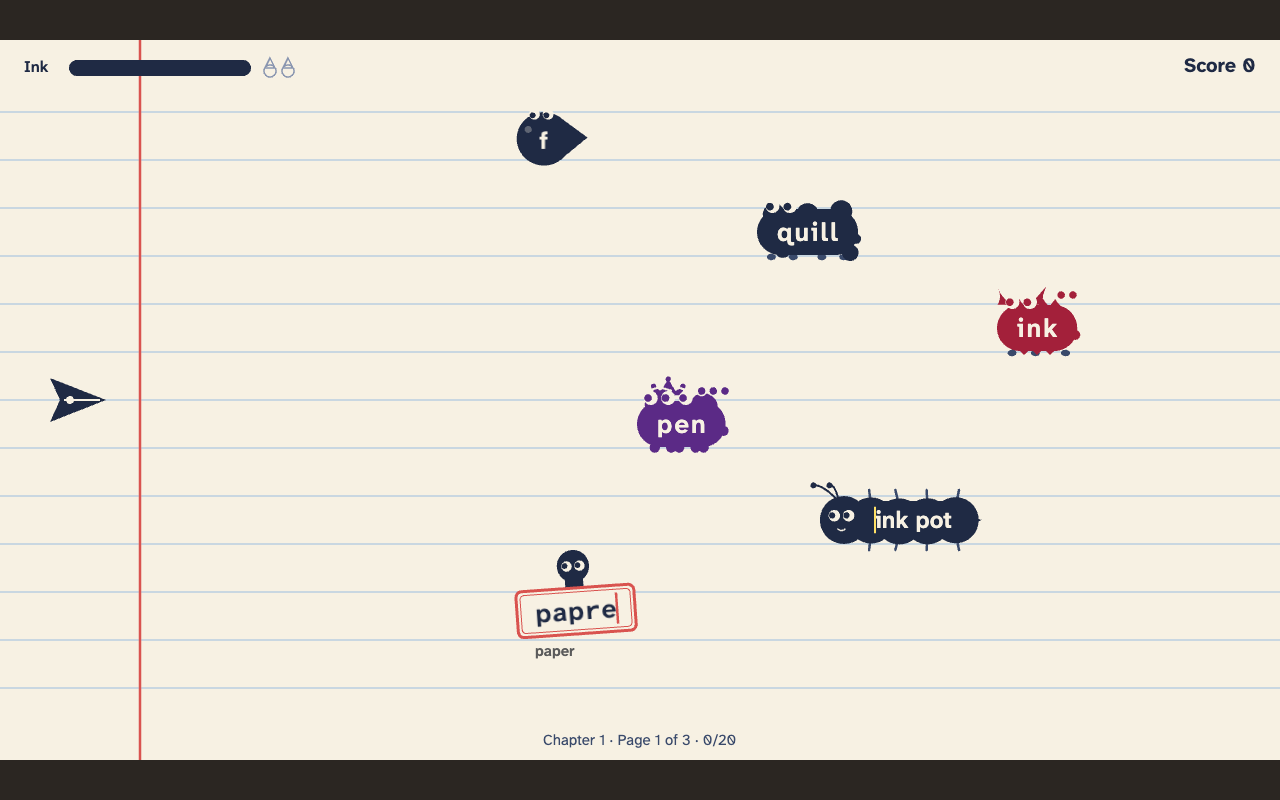 Ink
Score 0
f
quill
ink
pen
ink pot
papre
paper
Chapter 1 · Page 1 of 3 · 0/20